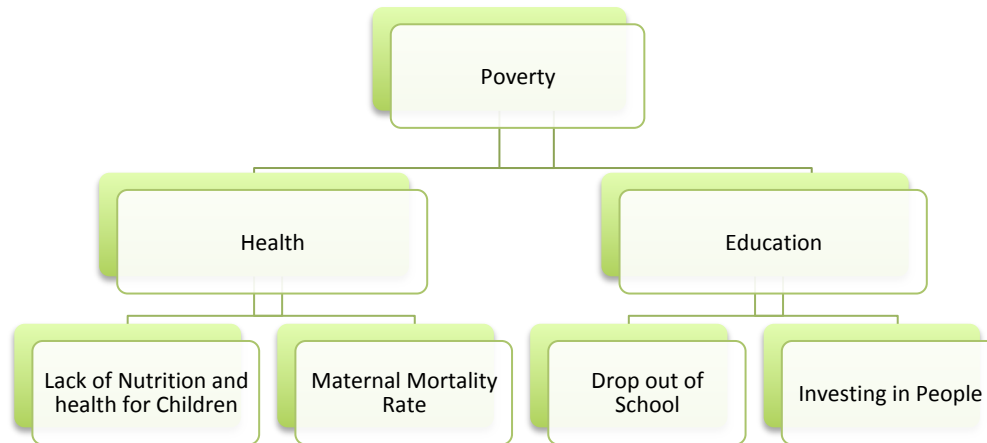 Poverty
Health
Education
Lack of Nutrition and
health for Children
Maternal Mortality
Rate
Drop out of
School
Investing in People